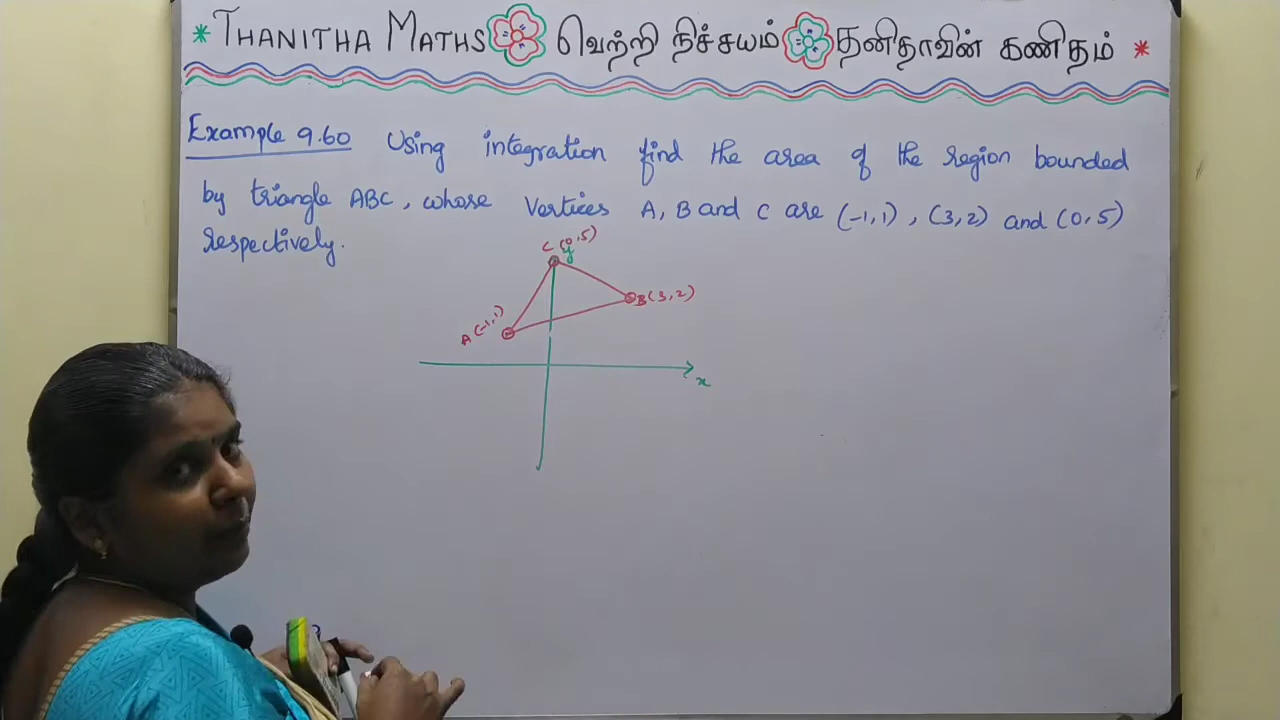 * THANITHA MATHS வெற்றி நிச்சயம் தனிதாவின் கணிதம் *
Example 9.60 Using integration find the area of the region bounded
by triangle ABC, whose Vertices A, B and C are (-1,1), (3,2) and (0,5)
respectively.
C (0,5)
y
B(3,2)
A (-1,1)
x